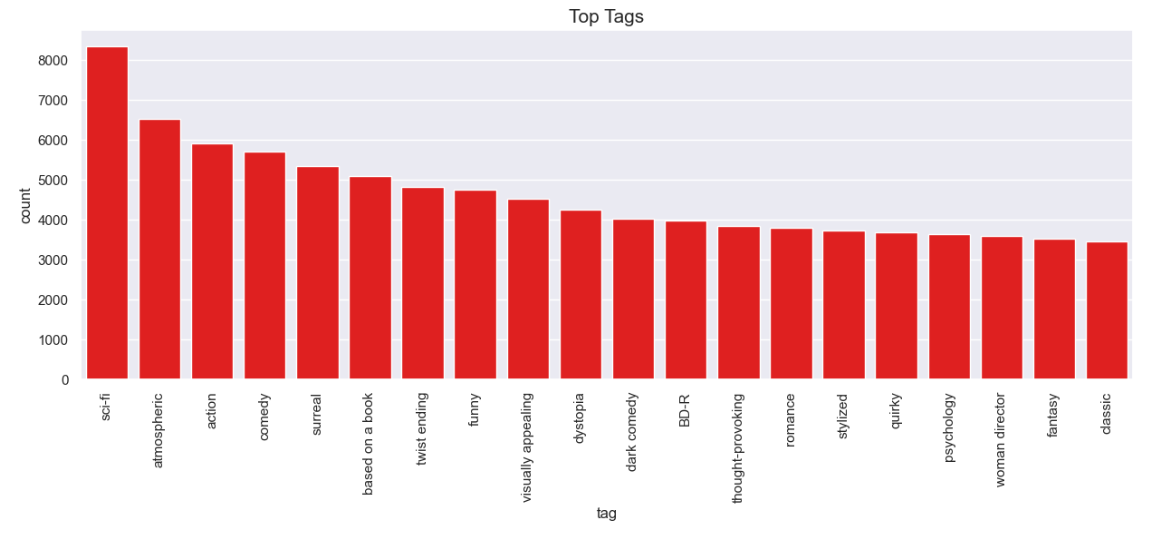 Top Tags
8000
7000
6000
5000
4000
3000
2000
1000
0
count
sci-fi
atmospheric
action
comedy
surreal
based on a book
twist ending
funny
visually appealing
dystopia
dark comedy
BD-R
thought-provoking
romance
stylized
quirky
psychology
woman director
fantasy
classic
tag